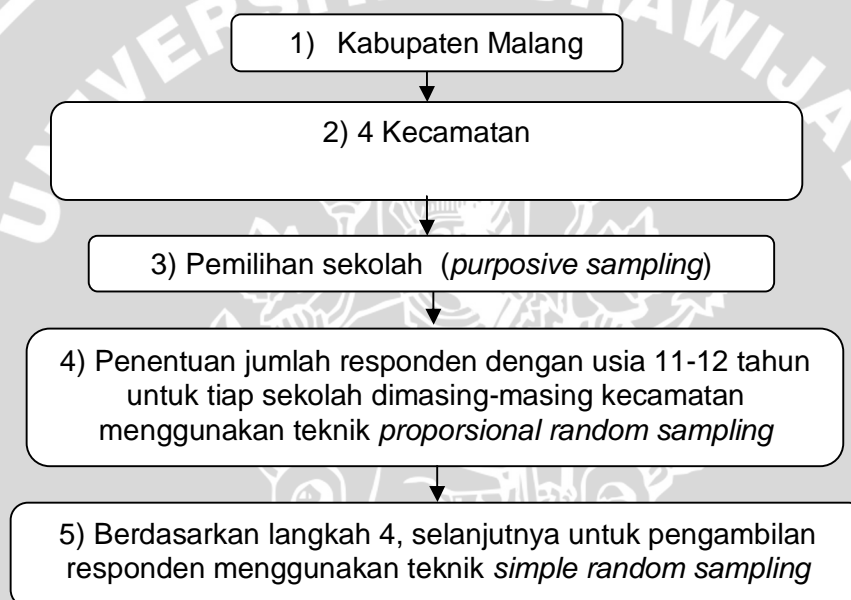 UNIVERSITAS BRAWIJAYA
1) Kabupaten Malang
2) 4 Kecamatan
3) Pemilihan sekolah (purposive sampling)
4) Penentuan jumlah responden dengan usia 11-12 tahun
untuk tiap sekolah dimasing-masing kecamatan
menggunakan teknik proporsional random sampling
5) Berdasarkan langkah 4, selanjutnya untuk pengambilan
responden menggunakan teknik simple random sampling